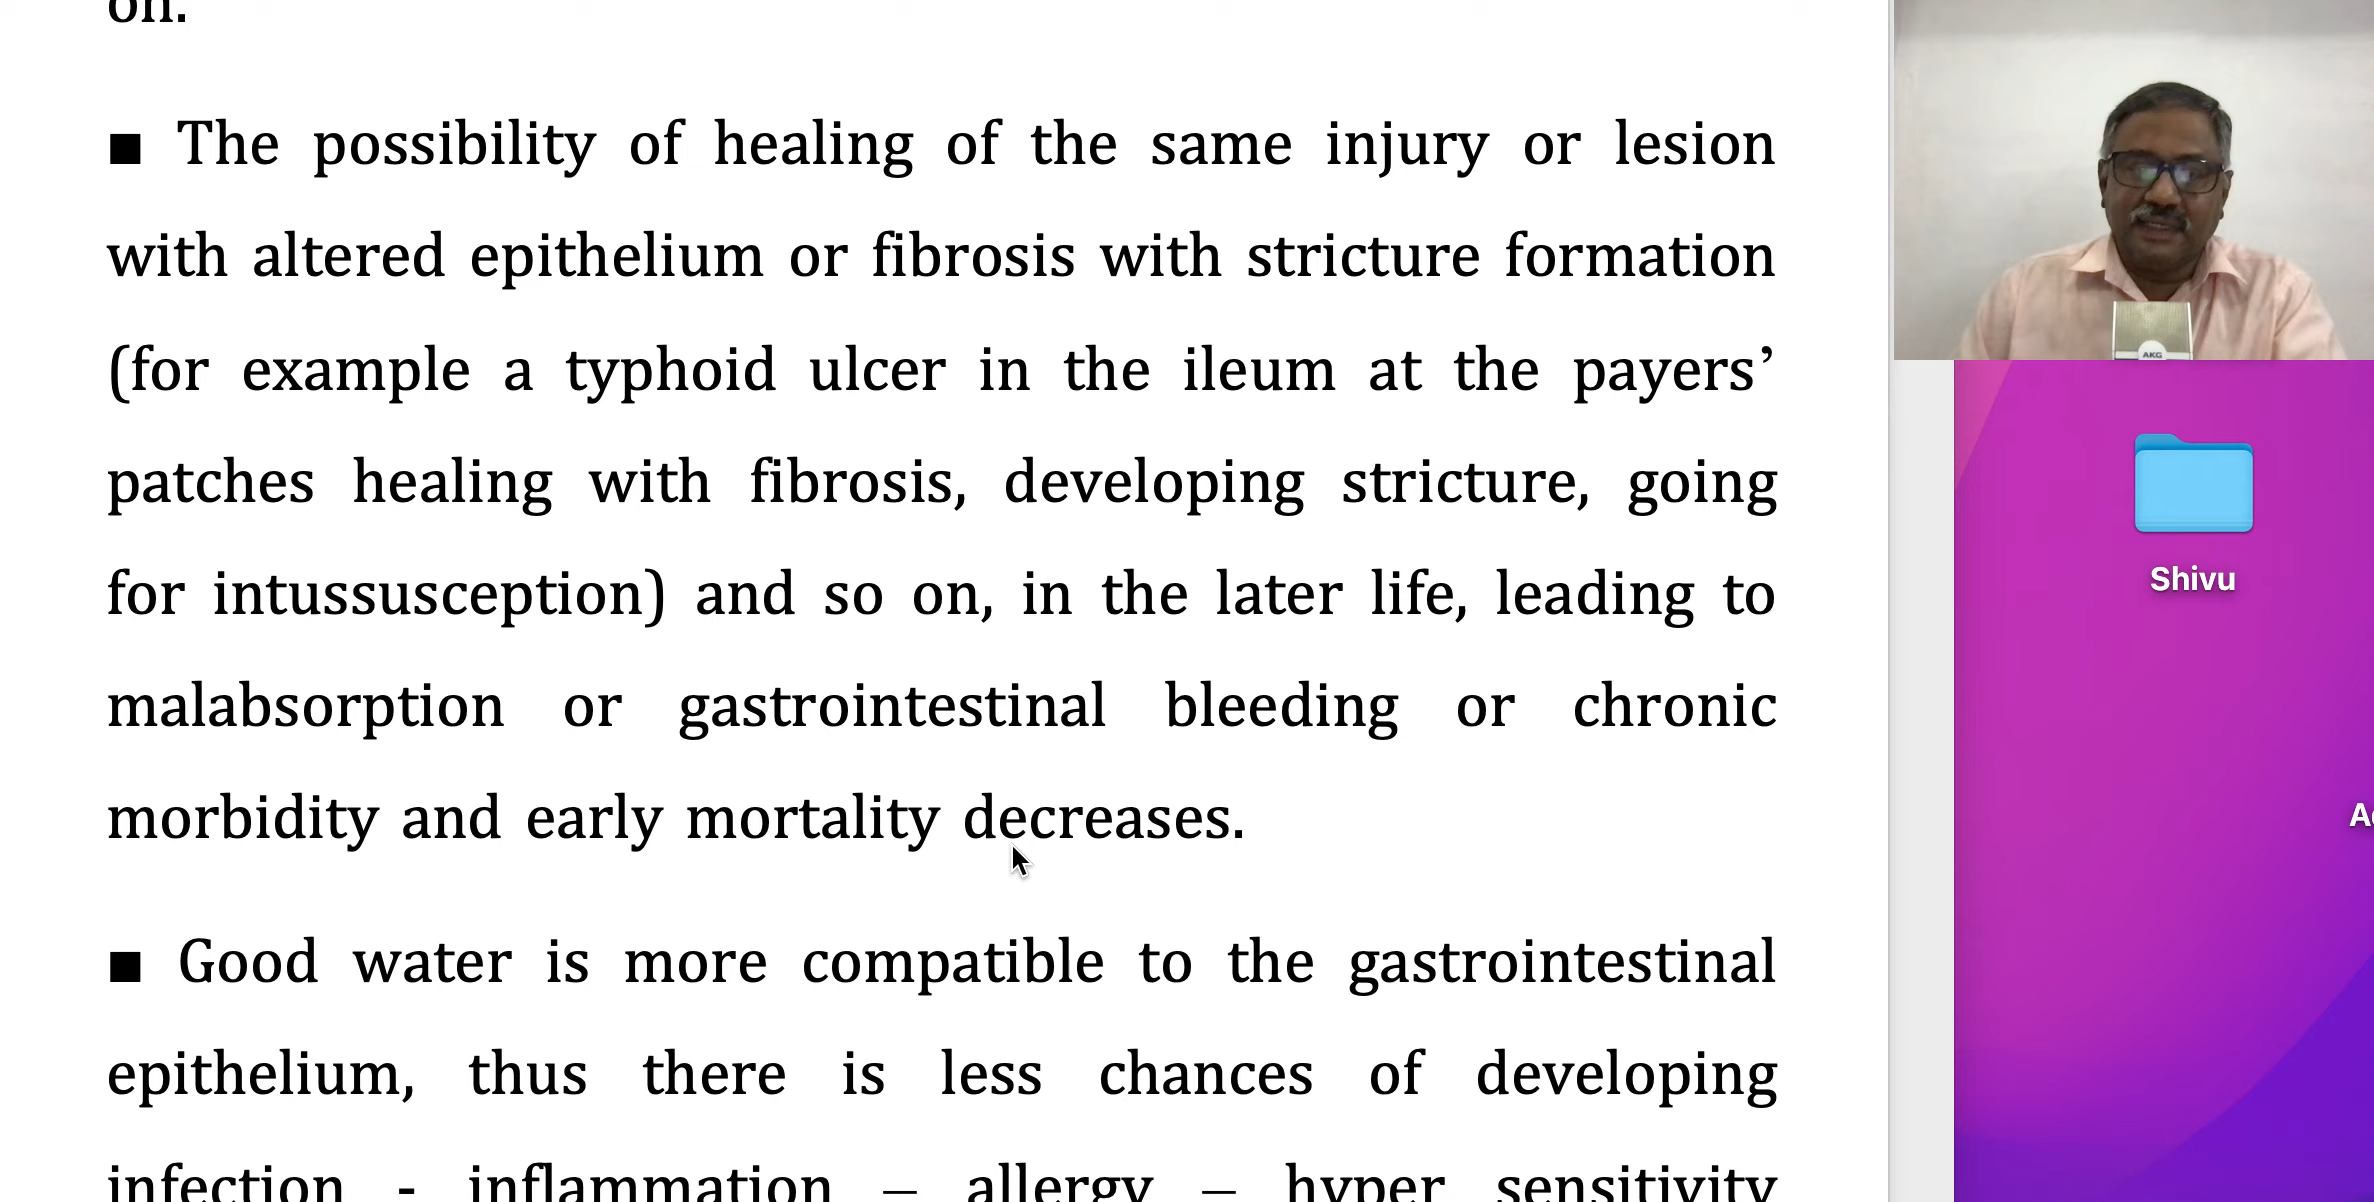 on.
■ The possibility of healing of the same injury or lesion
with altered epithelium or fibrosis with stricture formation
(for example a typhoid ulcer in the ileum at the payers’
patches healing with fibrosis, developing stricture, going
for intussusception) and so on, in the later life, leading to
malabsorption or gastrointestinal bleeding or chronic
morbidity and early mortality decreases.
■ Good water is more compatible to the gastrointestinal
epithelium, thus there is less chances of developing
infection - inflammation – allergy – hyper sensitivity
AKG
Shivu